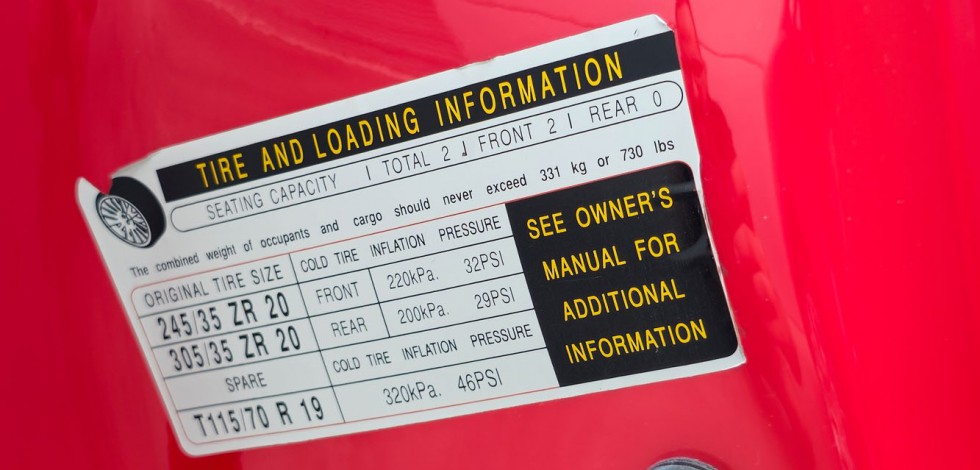 TIRE AND LOADING INFORMATION
SEATING CAPACITY | TOTAL 2 | FRONT 2 | REAR 0
The combined weight of occupants and cargo should never exceed 331 kg or 730 lbs
ORIGINAL TIRE SIZE
245/35 ZR 20
305/35 ZR 20
SPARE
T115/70 R 19
COLD TIRE INFLATION PRESSURE
FRONT 220kPa. 32PSI
REAR 200kPa. 29PSI
COLD TIRE INFLATION PRESSURE
320kPa. 46PSI
SEE OWNER'S
MANUAL FOR
ADDITIONAL
INFORMATION